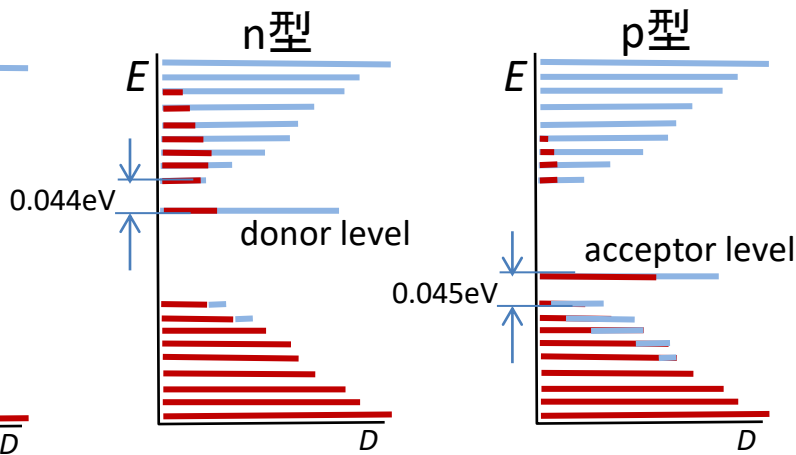 n型
E
0.044eV
donor level
D
p型
E
acceptor level
0.045eV
D
D